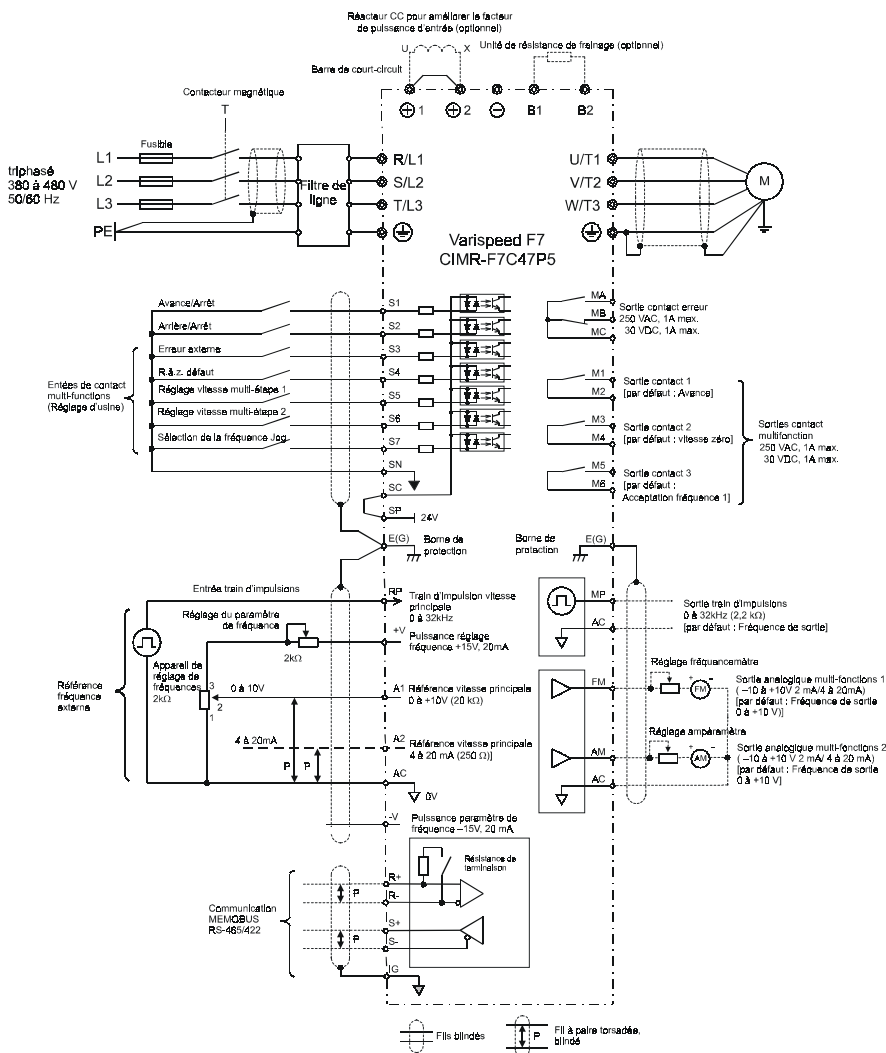 Réacteur CC pour améliorer le facteur
de puissance d'entrée (optionnel)
U
X
Unité de résistance de freinage (optionnel)
Barre de court-circuit
Contacteur magnétique
1
2
B1
B2
Fusible
triphasé
380 à 480 V
50/60 Hz
L1
L2
L3
PE
Filtre de
ligne
R/L1
S/L2
T/L3
U/T1
V/T2
W/T3
M
Varispeed F7
CIMR-F7C47P5
Avance/Arrêt
S1
Arrière/Arrêt
S2
Erreur externe
S3
R.à.z. défaut
S4
Réglage vitesse multi-étape 1
S5
Réglage vitesse multi-étape 2
S6
Sélection de la fréquence Jog
S7
Entées de contact
multi-functions
(Réglage d'usine)
SN
SC
SP
24V
E(G)
Borne de
protection
MA
MB
MC
Sortie contact erreur
250 VAC, 1A max.
30 VDC, 1A max.
M1
M2
Sortie contact 1
[par défaut : Avance]
M3
M4
Sortie contact 2
[par défaut : vitesse zéro]
M5
M6
Sortie contact 3
[par défaut :
Acceptation fréquence 1]
Sorties contact
multifonction
250 VAC, 1A max.
30 VDC, 1A max.
Borne de
protection
E(G)
Entrée train d'impulsions
RP
Train d'impulsion vitesse
principale
0 à 32kHz
Réglage du paramètre
de fréquence
2kΩ
+V
Puissance réglage
fréquence +15V, 20mA
Référence
fréquence
externe
Appareil de
réglage de
fréquences
2kΩ
3
2
1
0 à 10V
A1
Référence vitesse principale
0 à +10V (20 kΩ)
4 à 20mA
A2
Référence vitesse principale
4 à 20 mA (250 Ω)]
P
P
AC
0V
-V
Puissance paramètre de
fréquence –15V, 20 mA
MP
AC
Sortie train d'Impulsions
0 à 32kHz (2,2 kΩ)
[par défaut : Fréquence de sortie]
Réglage fréquencemètre
FM
+
–
FM
Sortie analogique multi-fonctions 1
( –10 à +10V 2 mA/4 à 20mA)
[par défaut : Fréquence de sortie
0 à +10 V)]
Réglage ampèremètre
AM
+
–
AM
Sortie analogique multi-fonctions 2
( –10 à +10V 2 mA/ 4 à 20 mA)
[par défaut : Fréquence de sortie
0 à +10 V]
AC
Communication
MEMOBUS
RS-485/422
P
P
R+
R-
S+
S-
IG
Résistance de
terminaison
Fils blindés
P
Fil à paire torsadée,
blindé